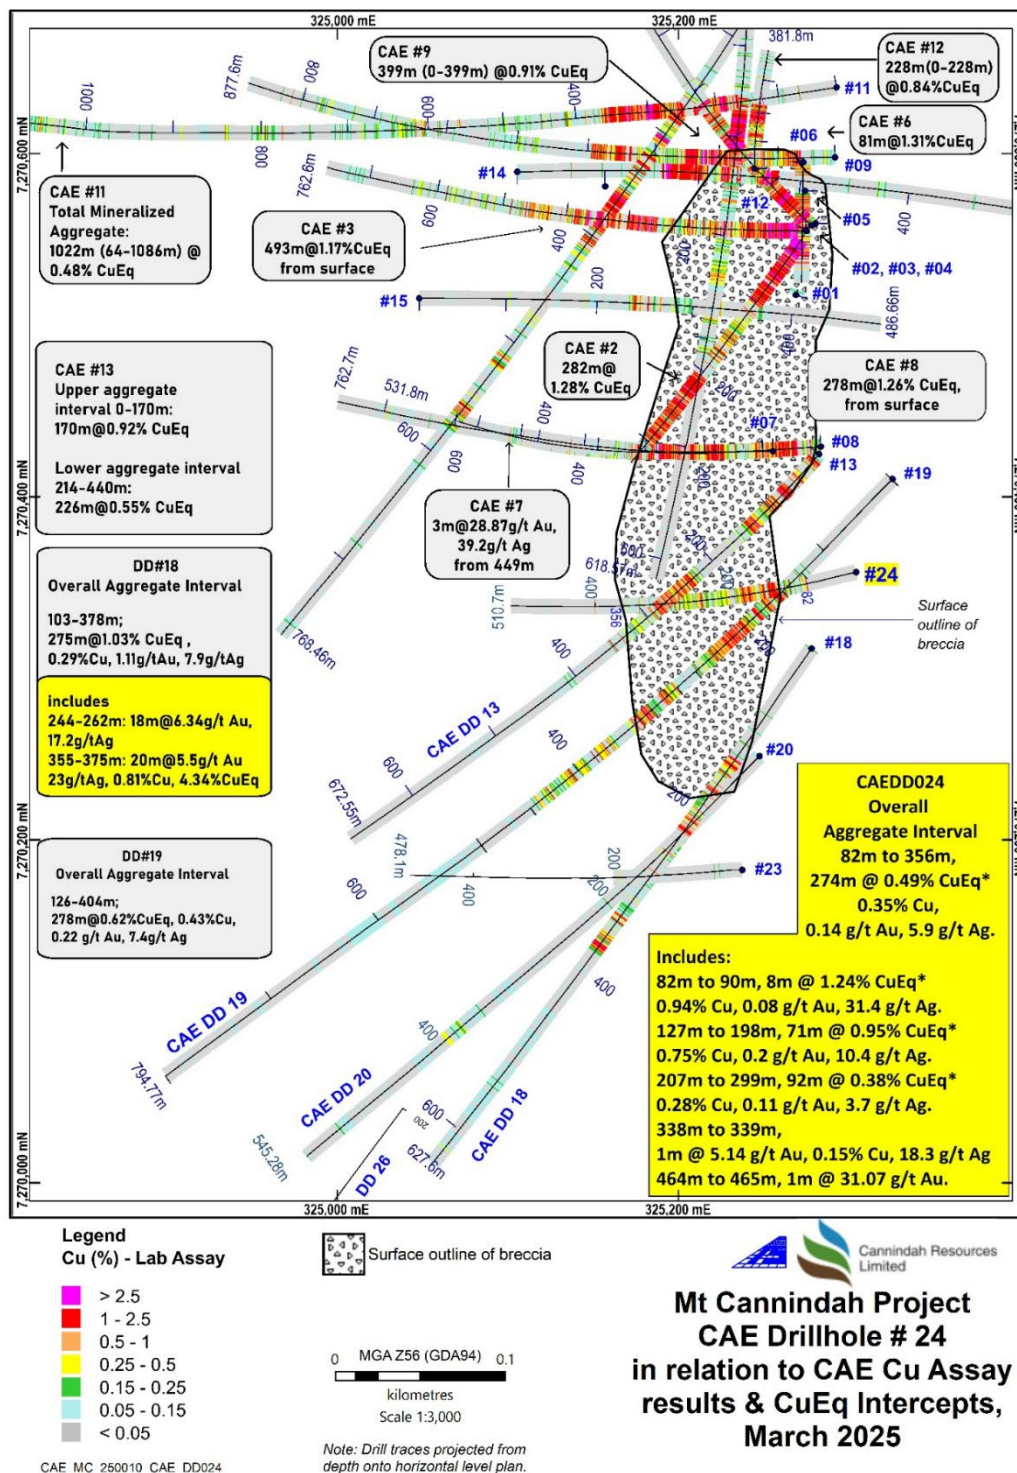 325,000 mE
325,200 mE
CAE #9
399m (0-399m) @0.91% CuEq
381.8m
CAE #12
228m(0-228m)
@0.84%CuEq
877.6m
800
1000
600
400
#11
CAE #6
81m@1.31%CuEq
#06
#09
7,270,600 mN
800
762.6m
#14
#12
400
#05
CAE #11
Total Mineralized
Aggregate:
1022m (64-1086m) @
0.48% CuEq
600
CAE #3
493m@1.17%CuEq
from surface
400
200
200
#02, #03, #04
#01
#15
486.66m
400
CAE #13
Upper aggregate
interval 0-170m:
170m@0.92% CuEq
Lower aggregate interval
214-440m:
226m@0.55% CuEq
CAE #2
282m@
1.28% CuEq
CAE #8
278m@1.26% CuEq,
from surface
762.7m
531.8m
200
400
#07
#08
#13
600
600
400
200
#19
7,270,400 mN
CAE #7
3m@28.87g/t Au,
39.2g/t Ag
from 449m
200
600
618.57m
200
#24
82
DD#18
Overall Aggregate Interval
103-378m;
275m@1.03% CuEq ,
0.29%Cu, 1.11g/tAu, 7.9g/tAg
510.7m
400
356
Surface
outline of
breccia
768.46m
400
200
#18
includes
244-262m: 18m@6.34g/t Au,
17.2g/tAg
355-375m: 20m@5.5g/t Au
23g/tAg, 0.81%Cu, 4.34%CuEq
CAE DD 13
600
400
#20
672.55m
200
7,270,200 mN
DD#19
Overall Aggregate Interval
126-404m;
278m@0.62%CuEq, 0.43%Cu,
0.22 g/t Au, 7.4g/t Ag
478.1m
400
200
200
#23
600
400
CAEDD024
Overall
Aggregate Interval
82m to 356m,
274m @ 0.49% CuEq*
0.35% Cu,
0.14 g/t Au, 5.9 g/t Ag.
Includes:
82m to 90m, 8m @ 1.24% CuEq*
0.94% Cu, 0.08 g/t Au, 31.4 g/t Ag.
127m to 198m, 71m @ 0.95% CuEq*
0.75% Cu, 0.2 g/t Au, 10.4 g/t Ag.
207m to 299m, 92m @ 0.38% CuEq*
0.28% Cu, 0.11 g/t Au, 3.7 g/t Ag.
338m to 339m,
1m @ 5.14 g/t Au, 0.15% Cu, 18.3 g/t Ag
464m to 465m, 1m @ 31.07 g/t Au.
CAE DD 19
794.77m
400
CAE DD 20
545.28m
600
200
627.6m
CAE DD 18
DD 26
7,270,000 mN
325,000 mE
325,200 mE
Legend
Cu (%) - Lab Assay
> 2.5
1 - 2.5
0.5 - 1
0.25 - 0.5
0.15 - 0.25
0.05 - 0.15
< 0.05
CAE_MC_250010_CAE_DD024
Surface outline of breccia
MGA Z56 (GDA94)
0
0.1
kilometres
Scale 1:3,000
Note: Drill traces projected from
depth onto horizontal level plan.
Cannindah Resources
Limited
Mt Cannindah Project
CAE Drillhole # 24
in relation to CAE Cu Assay
results & CuEq Intercepts,
March 2025